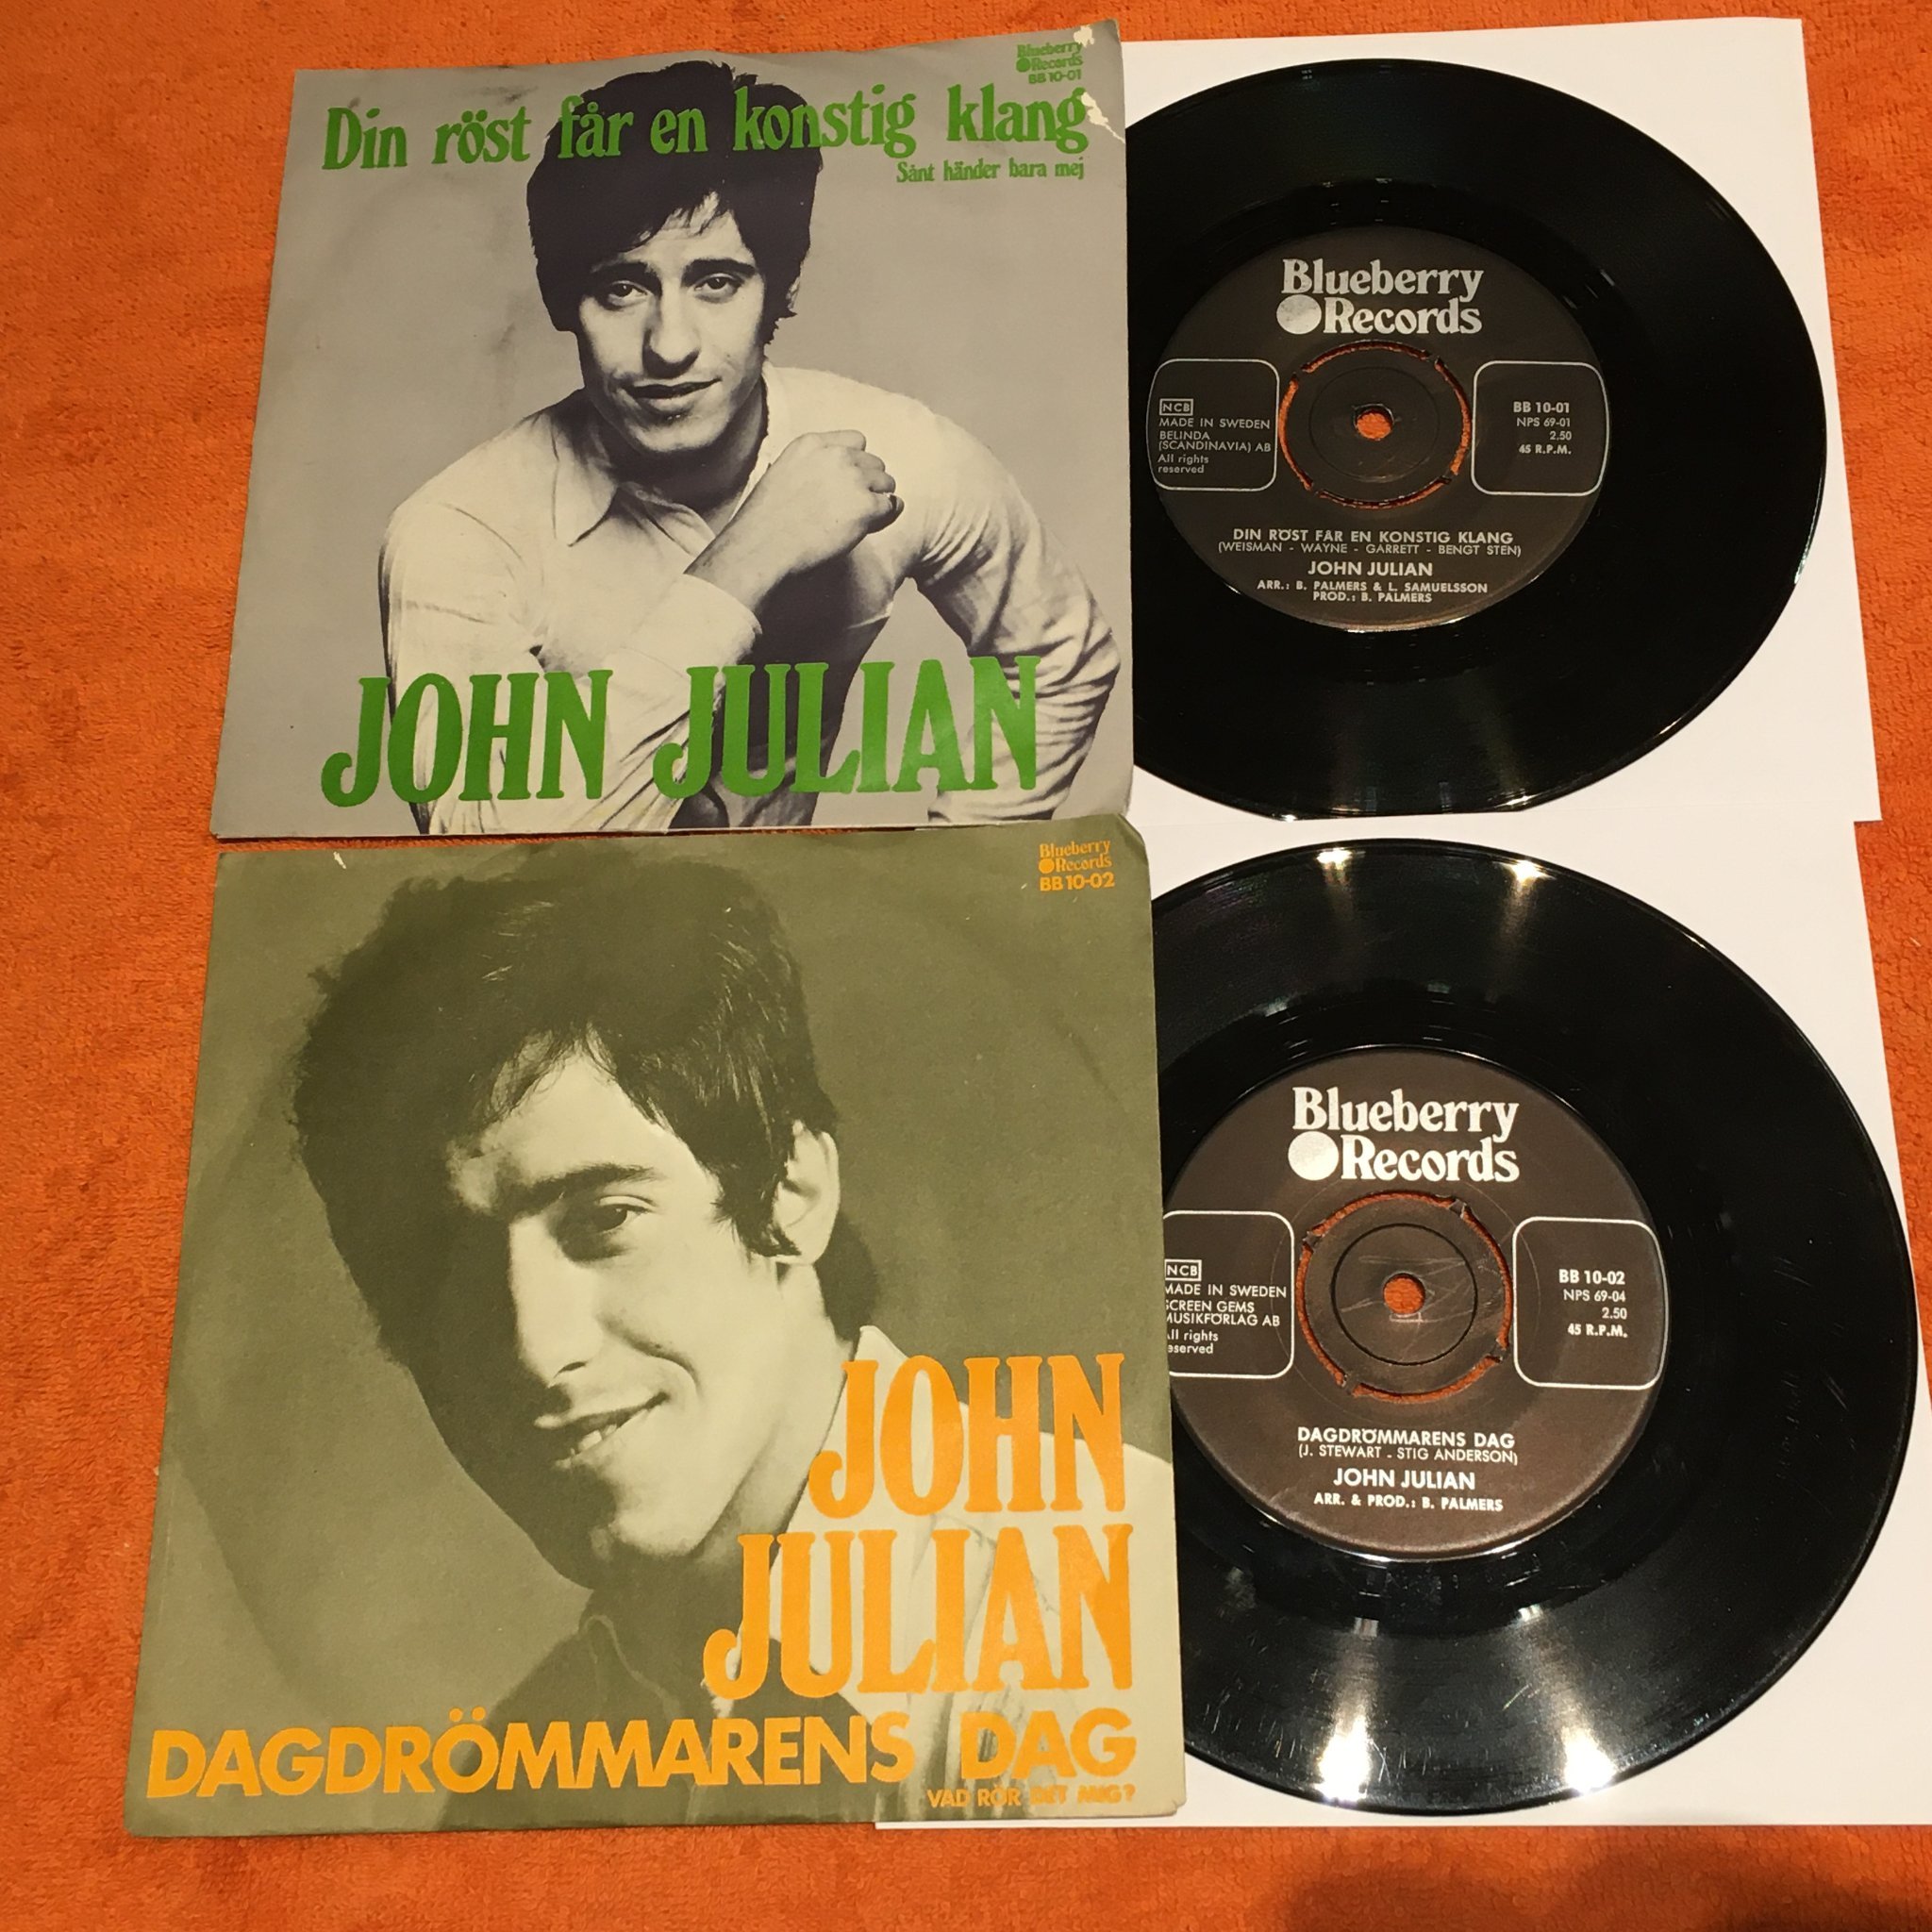 Blueberry
Records
BB 10-01
Din röst får en konstig klang
Sånt händer bara mej
JOHN JULIAN
Blueberry
Records
NCB
MADE IN SWEDEN
BELINDA
(SCANDINAVIA) AB
All rights
reserved
BB 10-01
NPS 69-01
2.50
45 R.P.M.
DIN RÖST FÅR EN KONSTIG KLANG
(WEISMAN - WAYNE - GARRETT - BENGT STEN)
JOHN JULIAN
ARR.: B. PALMERS & L. SAMUELSSON
PROD.: B. PALMERS
Blueberry
Records
BB 10-02
JOHN
JULIAN
DAGDRÖMMARENS DAG
VAD RÖR DET MIG?
Blueberry
Records
NCB
MADE IN SWEDEN
SCREEN GEMS
MUSIKFÖRLAG AB
All rights
reserved
BB 10-02
NPS 69-04
2.50
45 R.P.M.
DAGDRÖMMARENS DAG
(J. STEWART - STIG ANDERSON)
JOHN JULIAN
ARR. & PROD.: B. PALMERS